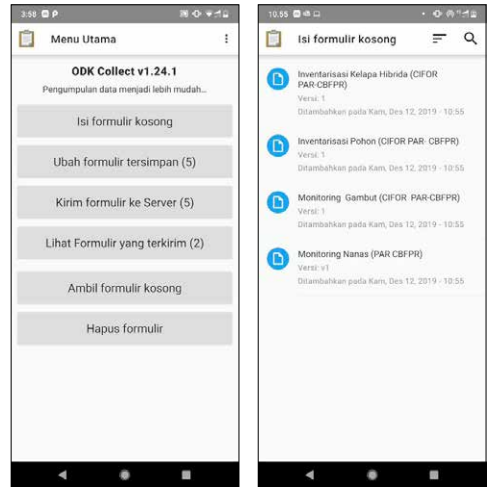 3:58
Menu Utama
ODK Collect v1.24.1
Pengumpulan data menjadi lebih mudah...
Isi formulir kosong
Ubah formulir tersimpan (5)
Kirim formulir ke Server (5)
Lihat Formulir yang terkirim (2)
Ambil formulir kosong
Hapus formulir
10.55
Isi formulir kosong
Inventarisasi Kelapa Hibrida (CIFOR
PAR-CBFPR)
Versi: 1
Ditambahkan pada Kam, Des 12, 2019 - 10:55
Inventarisasi Pohon (CIFOR PAR- CBFPR)
Versi: 1
Ditambahkan pada Kam, Des 12, 2019 - 10:55
Monitoring Gambut (CIFOR PAR-CBFPR)
Versi: 1
Ditambahkan pada Kam, Des 12, 2019 - 10:55
Monitoring Nanas (PAR CBFPR)
Versi: v1
Ditambahkan pada Kam, Des 12, 2019 - 10:55